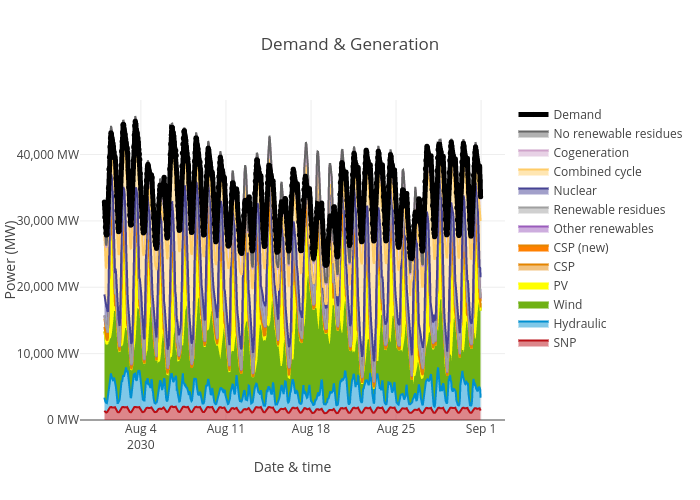 Demand & Generation
Demand
No renewable residues
Cogeneration
Combined cycle
Nuclear
Renewable residues
Other renewables
CSP (new)
CSP
PV
Wind
Hydraulic
SNP
40,000 MW
30,000 MW
20,000 MW
10,000 MW
0 MW
Power (MW)
Aug 4 Aug 11 Aug 18 Aug 25 Sep 1
2030
Date & time